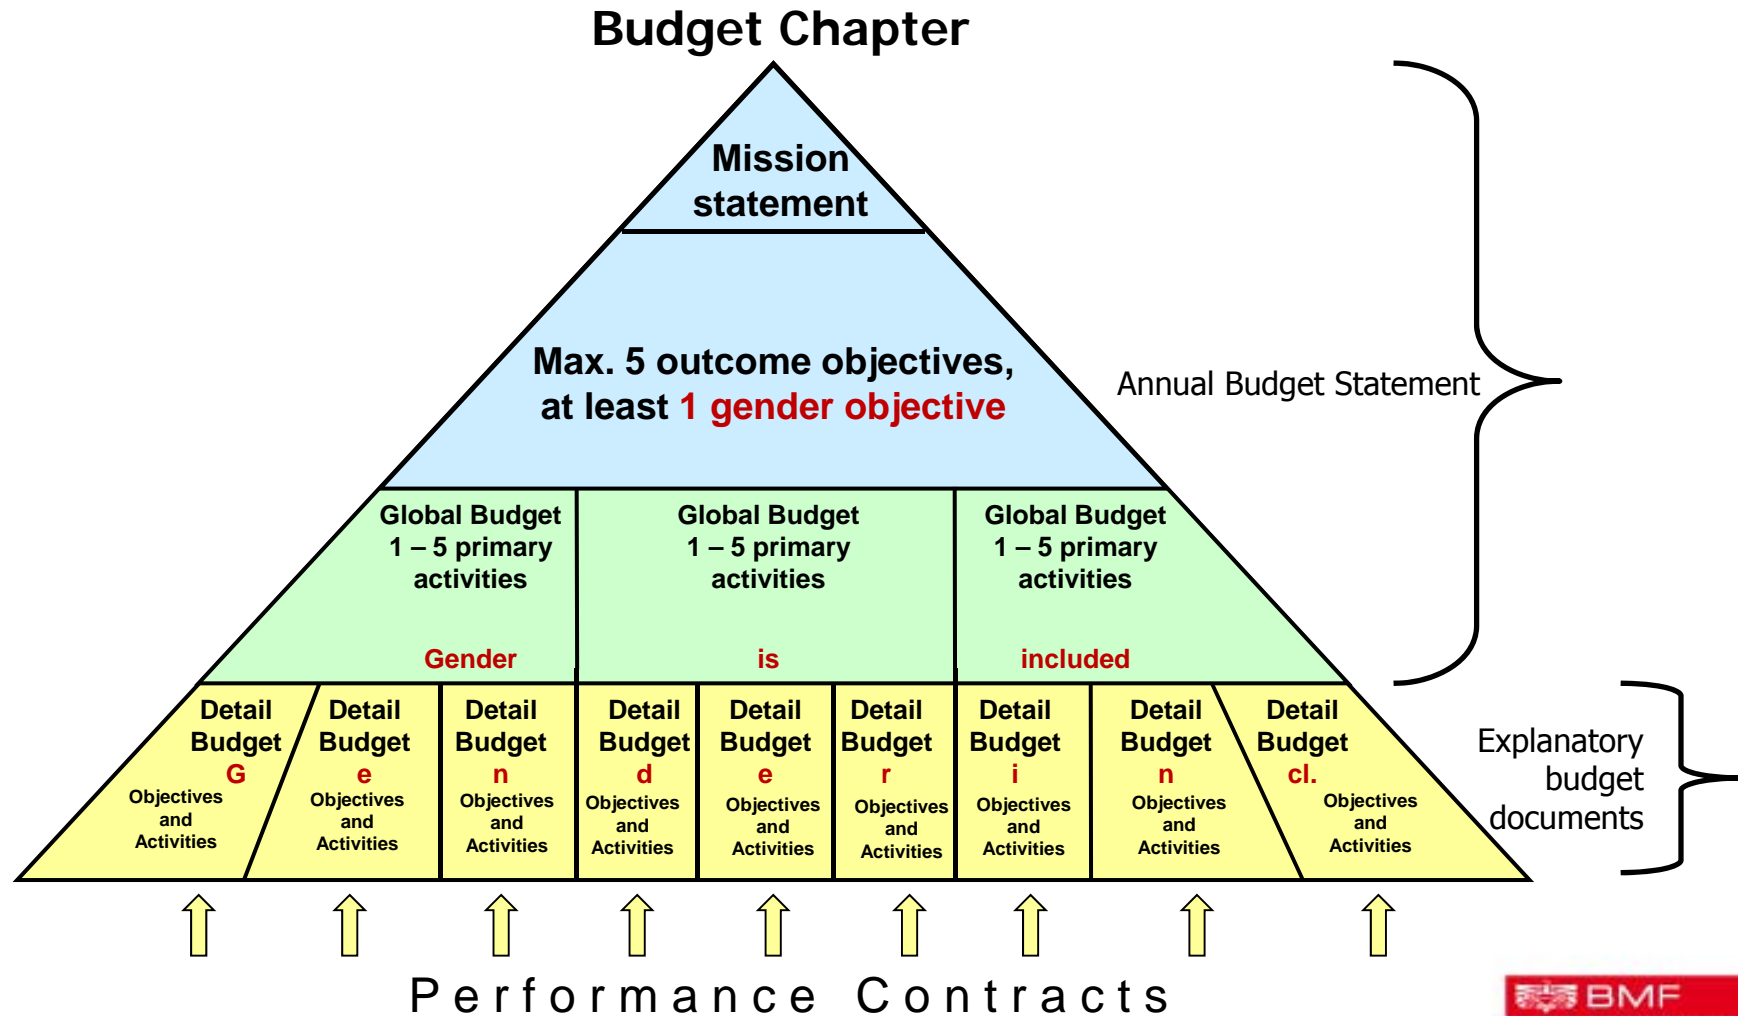 Budget Chapter
Mission
statement
Max. 5 outcome objectives,
at least 1 gender objective
Annual Budget Statement
Global Budget
1 – 5 primary
activities
Gender
Global Budget
1 – 5 primary
activities
is
Global Budget
1 – 5 primary
activities
included
Detail
Budget
G
Objectives
and
Activities
Detail
Budget
e
Objectives
and
Activities
Detail
Budget
n
Objectives
and
Activities
Detail
Budget
d
Objectives
and
Activities
Detail
Budget
e
Objectives
and
Activities
Detail
Budget
r
Objectives
and
Activities
Detail
Budget
i
Objectives
and
Activities
Detail
Budget
n
Objectives
and
Activities
Detail
Budget
cl.
Objectives
and
Activities
Explanatory
budget
documents
Performance Contracts
BMF